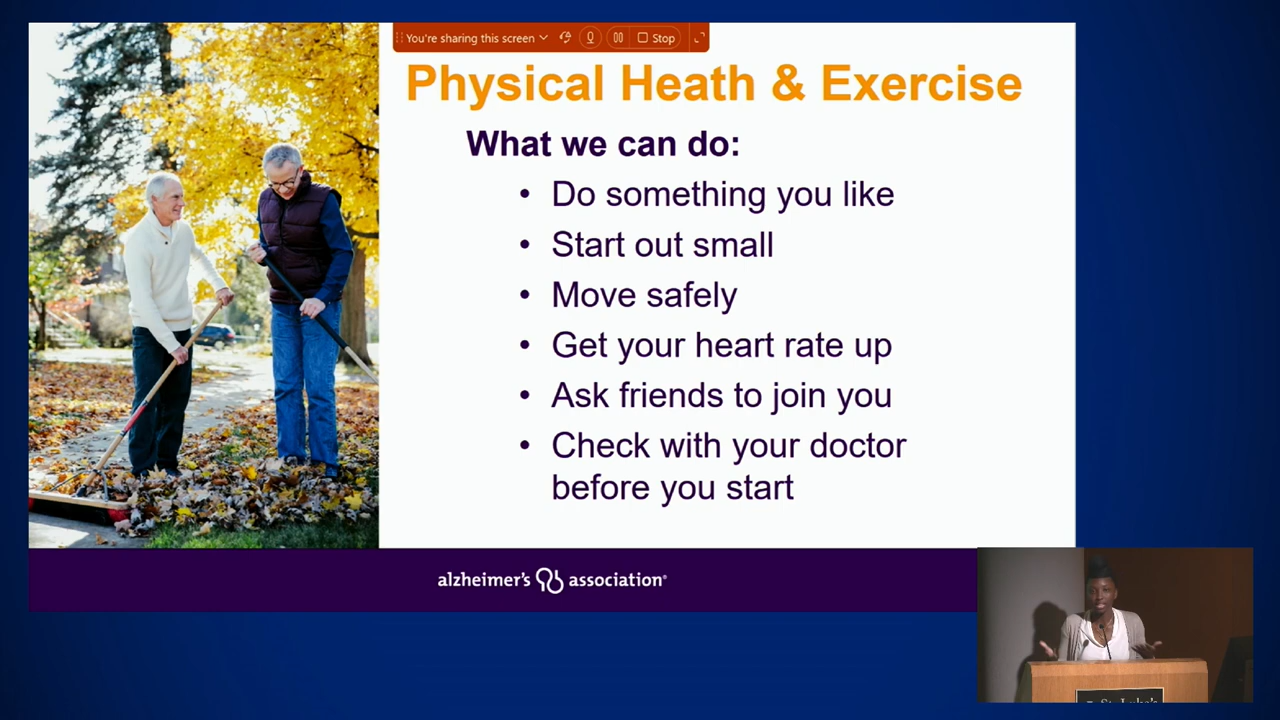 You're sharing this screen
Stop
Physical Heath & Exercise
What we can do:
• Do something you like
• Start out small
• Move safely
• Get your heart rate up
• Ask friends to join you
• Check with your doctor
before you start
alzheimer's association®
St. Luke's